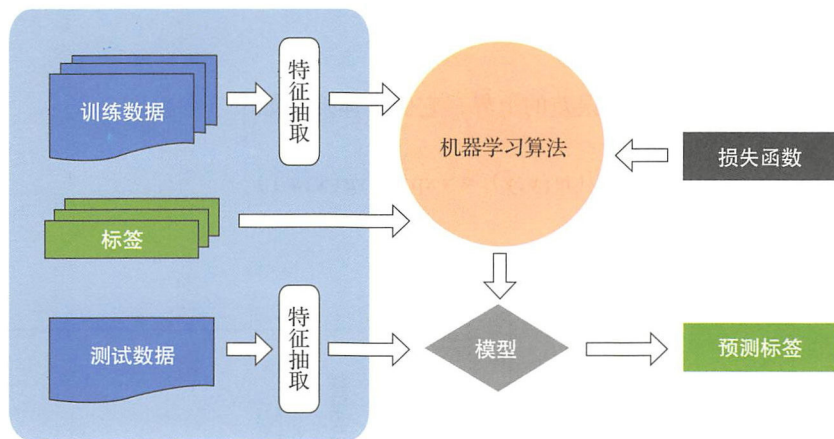 训练数据
特征抽取
机器学习算法
损失函数
标签
测试数据
特征抽取
模型
预测标签